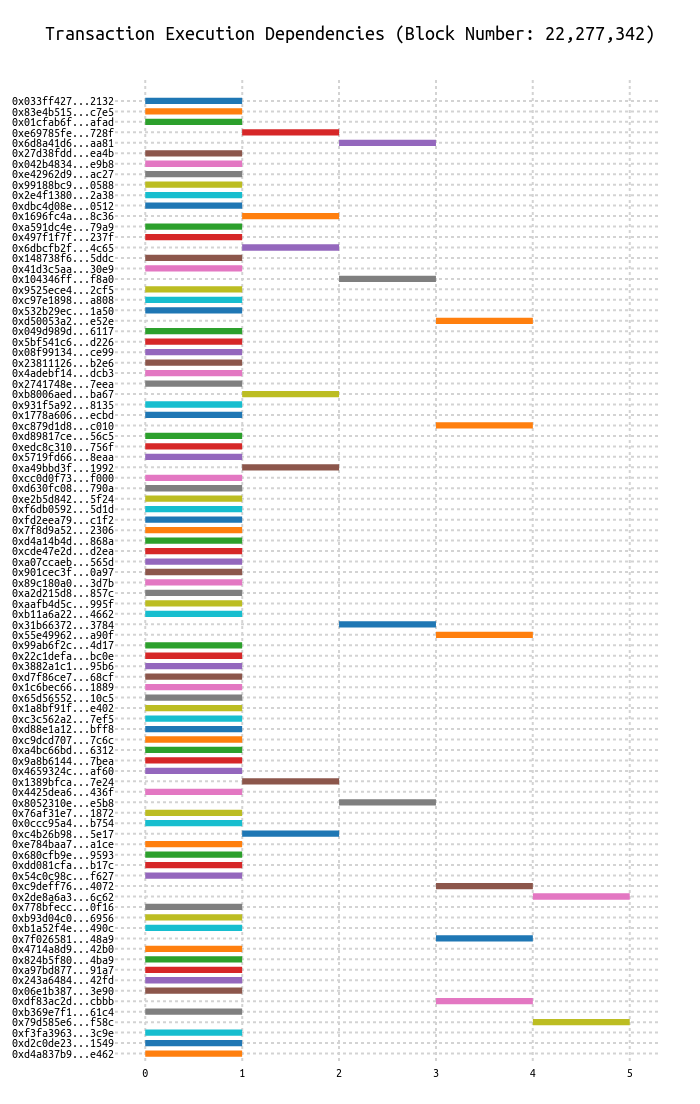 Transaction Execution Dependencies (Block Number: 22,277,342)
0x033ff427...2132
0x83e4b515...c7e5
0x01cfab6f...afad
0xe69785fe...728f
0x6d8a41d6...aa81
0x27d38fdd...ea4b
0x042b4834...e9b8
0xe42962d9...ac27
0x99188bc9...0588
0x2e4f1380...2a38
0xdbc4d08e...0512
0x1696fc4a...8c36
0xa591dc4e...79a9
0x497f1f7f...237f
0x6dbcfb2f...4c65
0x148738f6...5ddc
0x41d3c5aa...30e9
0x104346ff...f8a0
0x9525ece4...2cf5
0xc97e1898...a808
0x532b29ec...1a50
0xd50053a2...e52e
0x049d989d...6117
0x5bf541c6...d226
0x08f99134...ce99
0x23811126...b2e6
0x4adebf14...dcb3
0x2741748e...7eea
0xb8006aed...ba67
0x931f5a92...8135
0x1778a606...ecbd
0xc879d1d8...c010
0xd89817ce...56c5
0xedc8c310...756f
0x5719fd66...8eaa
0xa49bbd3f...1992
0xcc0d0f73...f000
0xd630fc08...790a
0xe2b5d842...5f24
0xf6db0592...5d1d
0xfd2eea79...c1f2
0x7f8d9a52...2306
0xd4a14b4d...868a
0xcde47e2d...d2ea
0xa07ccaeb...565d
0x901cec3f...0a97
0x89c180a0...3d7b
0xa2d215d8...857c
0xaafb4d5c...995f
0xb11a6a22...4662
0x31b66372...3784
0x55e49962...a90f
0x99ab6f2c...4d17
0x22c1defa...bc0e
0x3882a1c1...95b6
0xd7f86ce7...68cf
0x1c6bec66...1889
0x65d56552...10c5
0x1a8bf91f...e402
0xc3c562a2...7ef5
0xd88e1a12...bff8
0xc9dcd707...7c6c
0xa4bc66bd...6312
0x9a8b6144...7bea
0x4659324c...af60
0x1389bfca...7e24
0x4425dea6...436f
0x8052310e...e5b8
0x76af31e7...1872
0x0ccc95a4...b754
0xc4b26b98...5e17
0xe784baa7...a1ce
0x680cfb9e...9593
0xdd081cfa...b17c
0x54c0c98c...f627
0xc9deff76...4072
0x2de8a6a3...6c62
0x778bfecc...0f16
0xb93d04c0...6956
0xb1a52f4e...490c
0x7f026581...48a9
0x4714a8d9...42b0
0x824b5f80...4ba9
0xa97bd877...91a7
0x243a6484...42fd
0x06e1b387...3e90
0xdf83ac2d...cbbb
0xb369e7f1...61c4
0x79d585e6...f58c
0xf3fa3963...3c9e
0xd2c0de23...1549
0xd4a837b9...e462
0 1 2 3 4 5